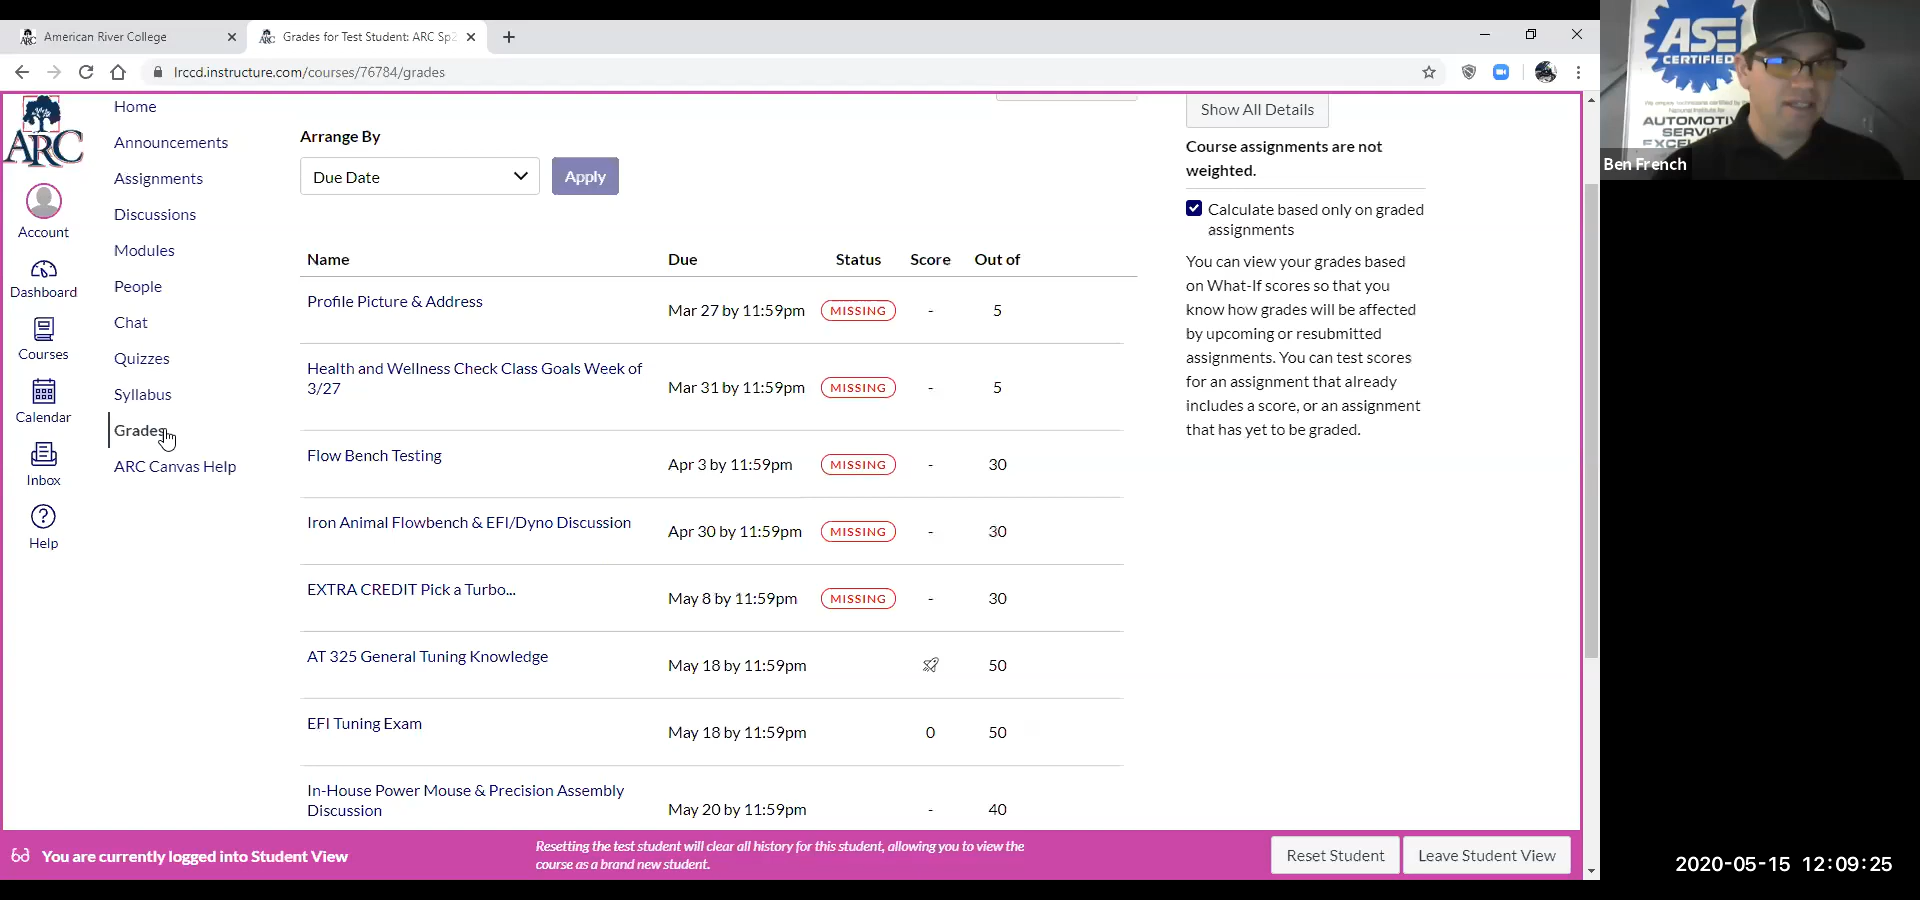 American River College
Grades for Test Student: ARC Sp2
lrccd.instructure.com/courses/76784/grades
ARC
Account
Dashboard
Courses
Calendar
Inbox
Help
Home
Announcements
Assignments
Discussions
Modules
People
Chat
Quizzes
Syllabus
Grades
ARC Canvas Help
Arrange By
Due Date
Apply
Name Due Status Score Out of
Profile Picture & Address Mar 27 by 11:59pm MISSING - 5
Health and Wellness Check Class Goals Week of
3/27 Mar 31 by 11:59pm MISSING - 5
Flow Bench Testing Apr 3 by 11:59pm MISSING - 30
Iron Animal Flowbench & EFI/Dyno Discussion Apr 30 by 11:59pm MISSING - 30
EXTRA CREDIT Pick a Turbo... May 8 by 11:59pm MISSING - 30
AT 325 General Tuning Knowledge May 18 by 11:59pm 50
EFI Tuning Exam May 18 by 11:59pm 0 50
In-House Power Mouse & Precision Assembly
Discussion May 20 by 11:59pm - 40
Show All Details
Course assignments are not
weighted.
Calculate based only on graded
assignments
You can view your grades based
on What-If scores so that you
know how grades will be affected
by upcoming or resubmitted
assignments. You can test scores
for an assignment that already
includes a score, or an assignment
that has yet to be graded.
You are currently logged into Student View
Resetting the test student will clear all history for this student, allowing you to view the
course as a brand new student.
Reset Student
Leave Student View
ASE
CERTIFIED
AUTOMOTIV
SERVIC
EXCEL
Ben French
2020-05-15 12:09:25